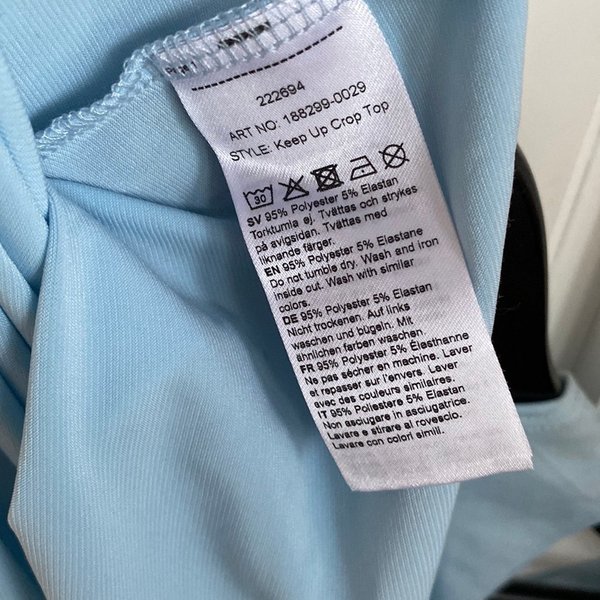 222694
ART NO: 188299-0029
STYLE: Keep Up Crop Top
30
SV 95% Polyester 5% Elastan
Torktumla ej. Tvättas och strykes
på avigsidan. Tvättas med
liknande färger.
EN 95% Polyester 5% Elastane
Do not tumble dry. Wash and iron
inside out. Wash with similar
colors.
DE 95% Polyester 5% Elastan
Nicht trockenen. Auf links
waschen und bügeln. Mit
ähnlichen farben waschen.
FR 95% Polyester 5% Élesthanne
Ne pas sécher en machine. Laver
et repasser sur l'envers. Laver
avec des couleurs similaires.
IT 95% Poliestere 5% Elastan
Non asciugare in asciugatrice.
Lavare e stirare al rovescio.
Lavare con colori simili.